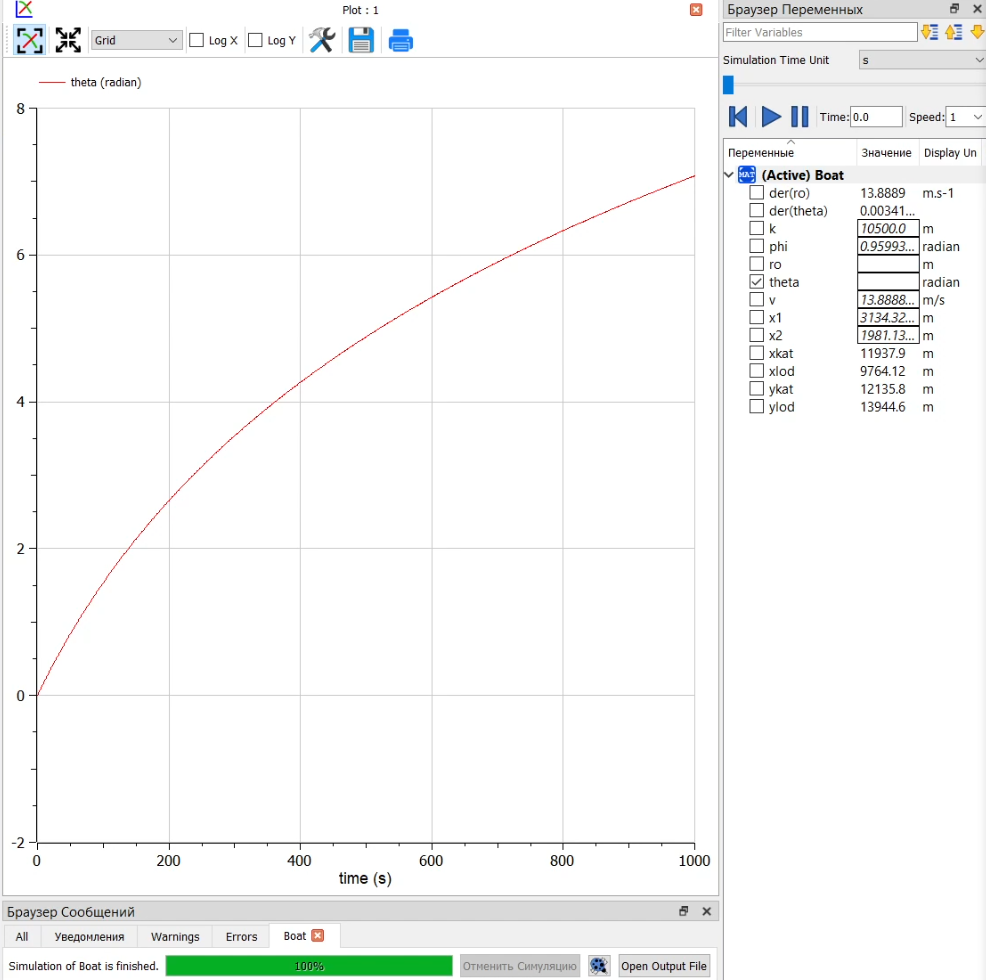 Plot : 1
Grid Log X Log Y
theta (radian)
8
6
4
2
0
-2
0 200 400 600 800 1000
time (s)
Браузер Переменных
Filter Variables
Simulation Time Unit s
Time: 0.0 Speed: 1
Переменные Значение Display Un
MAT (Active) Boat
der(ro) 13.8889 m.s-1
der(theta) 0.00341...
k 10500.0 m
phi 0.95993... radian
ro m
theta radian
v 13.8888... m/s
x1 3134.32... m
x2 1981.13... m
xkat 11937.9 m
xlod 9764.12 m
ykat 12135.8 m
ylod 13944.6 m
Браузер Сообщений
All Уведомления Warnings Errors Boat
Simulation of Boat is finished. 100% Отменить Симуляцию Open Output File